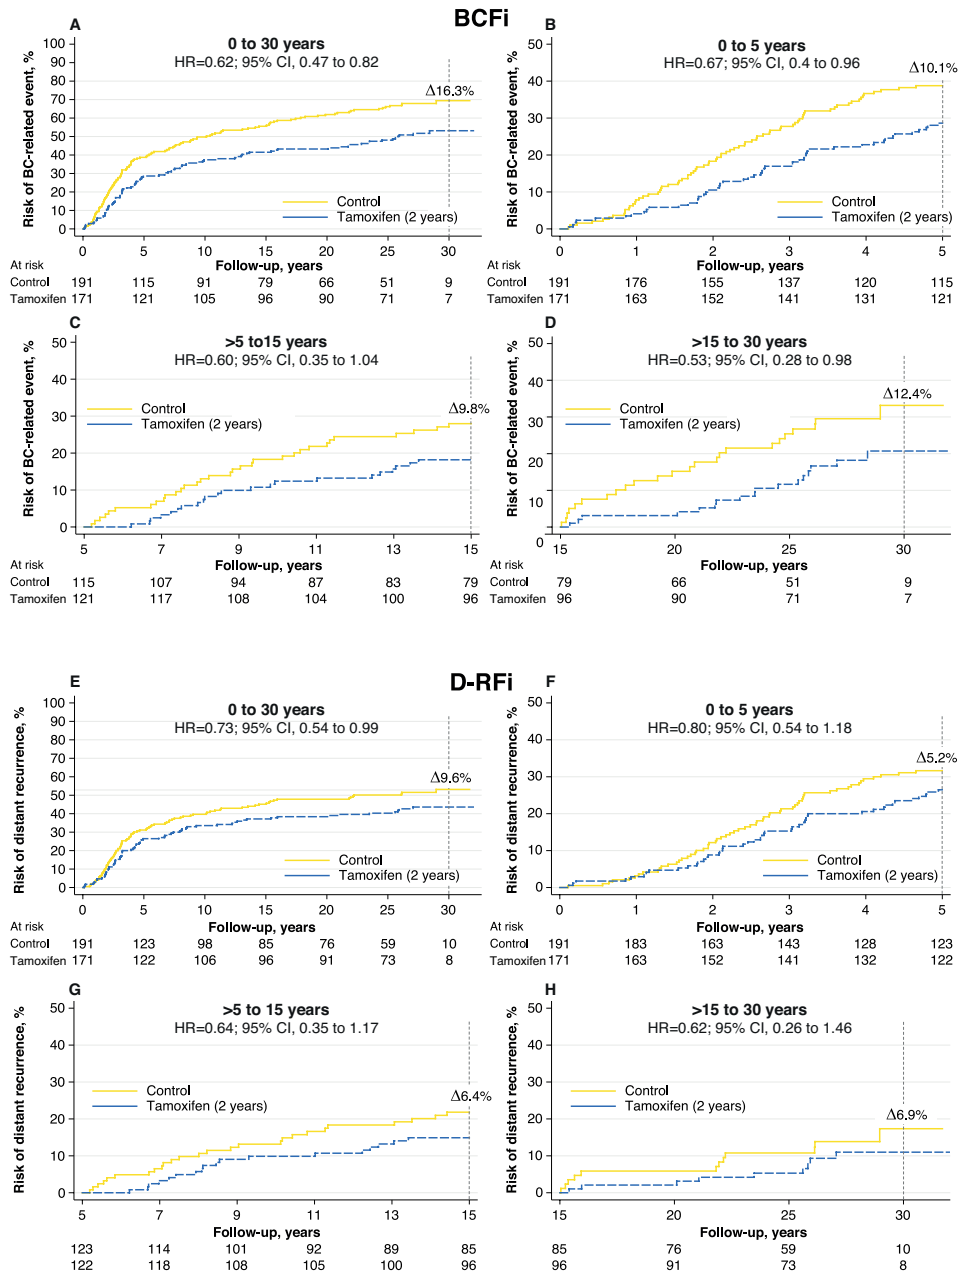 BCFi
A
0 to 30 years
HR=0.62; 95% CI, 0.47 to 0.82
Risk of BC-related event, %
100
90
80
70
60
50
40
30
20
10
0
Δ16.3%
Control
Tamoxifen (2 years)
0 5 10 15 20 25 30
Follow-up, years
At risk
Control 191 115 91 79 66 51 9
Tamoxifen 171 121 105 96 90 71 7
B
0 to 5 years
HR=0.67; 95% CI, 0.4 to 0.96
Risk of BC-related event, %
50
40
30
20
10
0
Δ10.1%
Control
Tamoxifen (2 years)
0 1 2 3 4 5
Follow-up, years
At risk
Control 191 176 155 137 120 115
Tamoxifen 171 163 152 141 131 121
C
>5 to15 years
HR=0.60; 95% CI, 0.35 to 1.04
Risk of BC-related event, %
50
40
30
20
10
0
Δ9.8%
Control
Tamoxifen (2 years)
5 7 9 11 13 15
Follow-up, years
At risk
Control 115 107 94 87 83 79
Tamoxifen 121 117 108 104 100 96
D
>15 to 30 years
HR=0.53; 95% CI, 0.28 to 0.98
Risk of BC-related event, %
50
40
30
20
10
0
Δ12.4%
Control
Tamoxifen (2 years)
15 20 25 30
Follow-up, years
At risk
Control 79 66 51 9
Tamoxifen 96 90 71 7
D-RFi
E
0 to 30 years
HR=0.73; 95% CI, 0.54 to 0.99
Risk of distant recurrence, %
100
90
80
70
60
50
40
30
20
10
0
Δ9.6%
Control
Tamoxifen (2 years)
0 5 10 15 20 25 30
Follow-up, years
At risk
Control 191 123 98 85 76 59 10
Tamoxifen 171 122 106 96 91 73 8
F
0 to 5 years
HR=0.80; 95% CI, 0.54 to 1.18
Risk of distant recurrence, %
50
40
30
20
10
0
Δ5.2%
Control
Tamoxifen (2 years)
0 1 2 3 4 5
Follow-up, years
At risk
Control 191 183 163 143 128 123
Tamoxifen 171 163 152 141 132 122
G
>5 to 15 years
HR=0.64; 95% CI, 0.35 to 1.17
Risk of distant recurrence, %
50
40
30
20
10
0
Δ6.4%
Control
Tamoxifen (2 years)
5 7 9 11 13 15
Follow-up, years
123 114 101 92 89 85
122 118 108 105 100 96
H
>15 to 30 years
HR=0.62; 95% CI, 0.26 to 1.46
Risk of distant recurrence, %
50
40
30
20
10
0
Δ6.9%
Control
Tamoxifen (2 years)
15 20 25 30
Follow-up, years
85 76 59 10
96 91 73 8